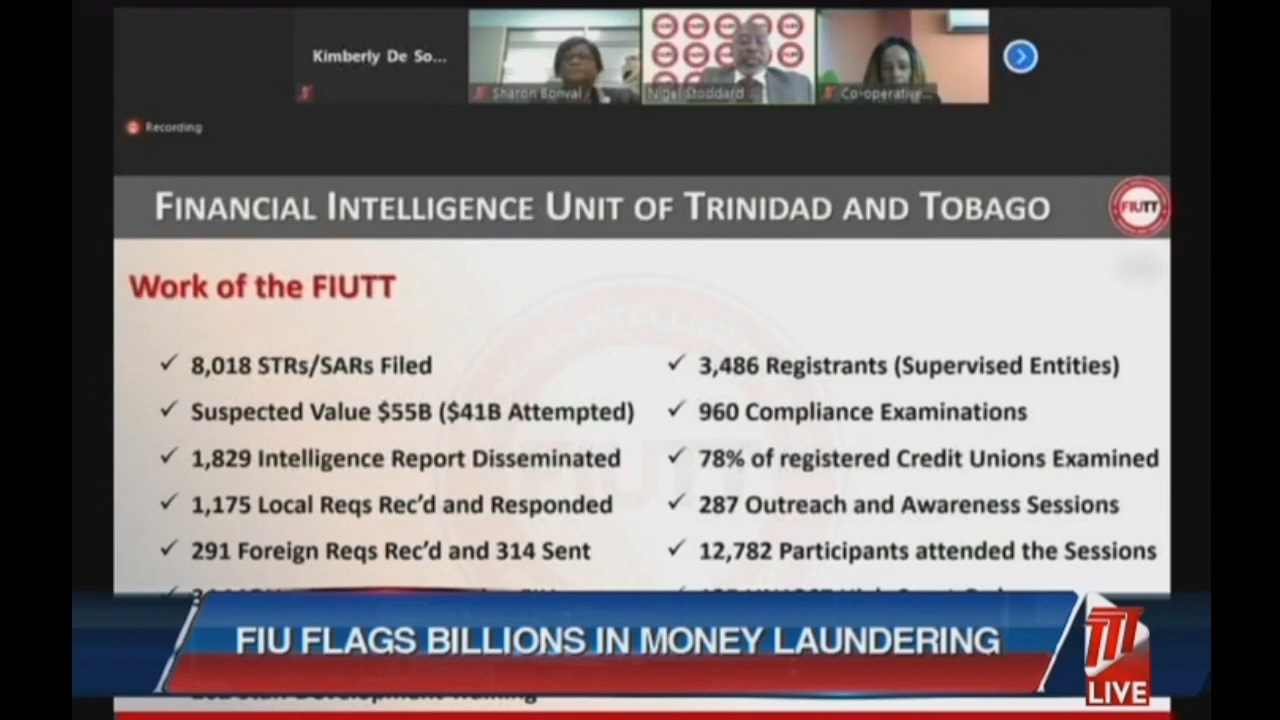 Kimberly De So...
Sharon Bonval
Nigel Stoddard
Co-operative...
Recording
FINANCIAL INTELLIGENCE UNIT OF TRINIDAD AND TOBAGO
FIUTT
Work of the FIUTT
✓ 8,018 STRs/SARs Filed
✓ Suspected Value $55B ($41B Attempted)
✓ 1,829 Intelligence Report Disseminated
✓ 1,175 Local Reqs Rec'd and Responded
✓ 291 Foreign Reqs Rec'd and 314 Sent
✓ 3,486 Registrants (Supervised Entities)
✓ 960 Compliance Examinations
✓ 78% of registered Credit Unions Examined
✓ 287 Outreach and Awareness Sessions
✓ 12,782 Participants attended the Sessions
FIU FLAGS BILLIONS IN MONEY LAUNDERING
TTT
LIVE